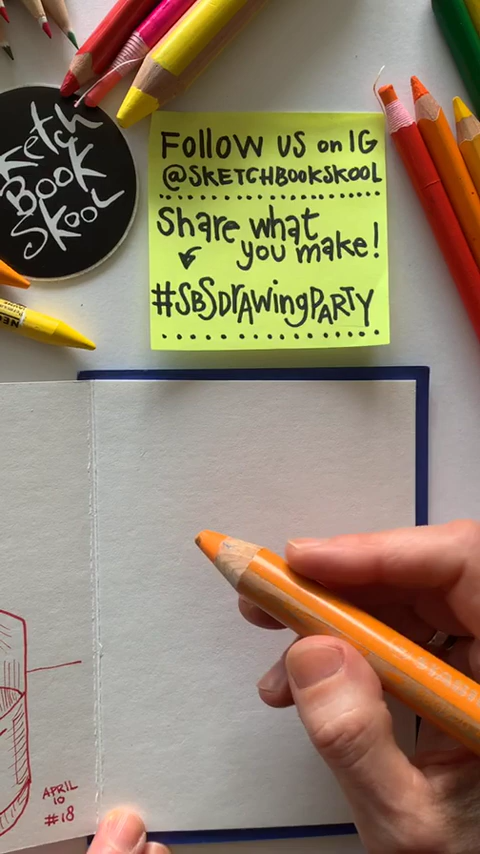 Sketch
Book
Skool
Follow us on IG
@SKETCHBOOKSKOOL
Share what
you make!
#SBSDrawingPARTY
APRIL
10
#18